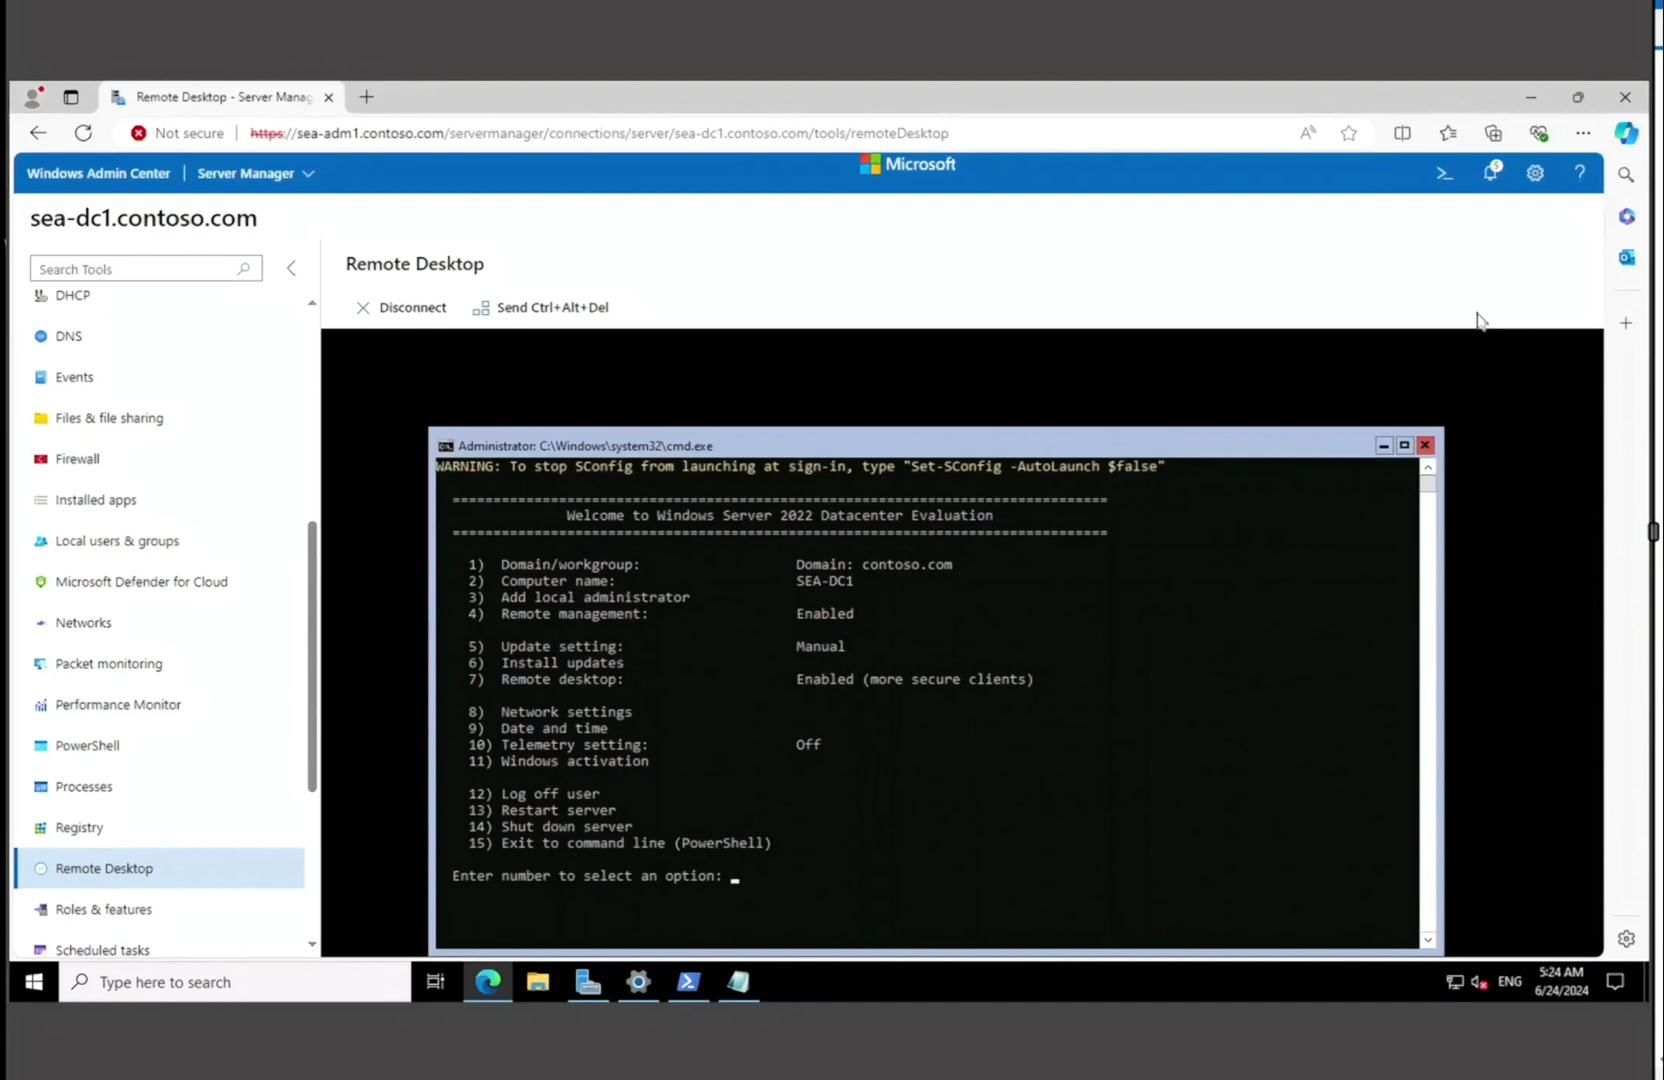 Remote Desktop - Server Manag
Not secure
https://sea-adm1.contoso.com/servermanager/connections/server/sea-dc1.contoso.com/tools/remoteDesktop
Windows Admin Center
Server Manager
Microsoft
5
sea-dc1.contoso.com
Search Tools
DHCP
DNS
Events
Files & file sharing
Firewall
Installed apps
Local users & groups
Microsoft Defender for Cloud
Networks
Packet monitoring
Performance Monitor
PowerShell
Processes
Registry
Remote Desktop
Roles & features
Scheduled tasks
Remote Desktop
Disconnect
Send Ctrl+Alt+Del
Administrator: C:\Windows\system32\cmd.exe
WARNING: To stop SConfig from launching at sign-in, type "Set-SConfig -AutoLaunch $false"
================================================================================
Welcome to Windows Server 2022 Datacenter Evaluation
================================================================================
1) Domain/workgroup: Domain: contoso.com
2) Computer name: SEA-DC1
3) Add local administrator
4) Remote management: Enabled
5) Update setting: Manual
6) Install updates
7) Remote desktop: Enabled (more secure clients)
8) Network settings
9) Date and time
10) Telemetry setting: Off
11) Windows activation
12) Log off user
13) Restart server
14) Shut down server
15) Exit to command line (PowerShell)
Enter number to select an option:
Type here to search
ENG
5:24 AM
6/24/2024